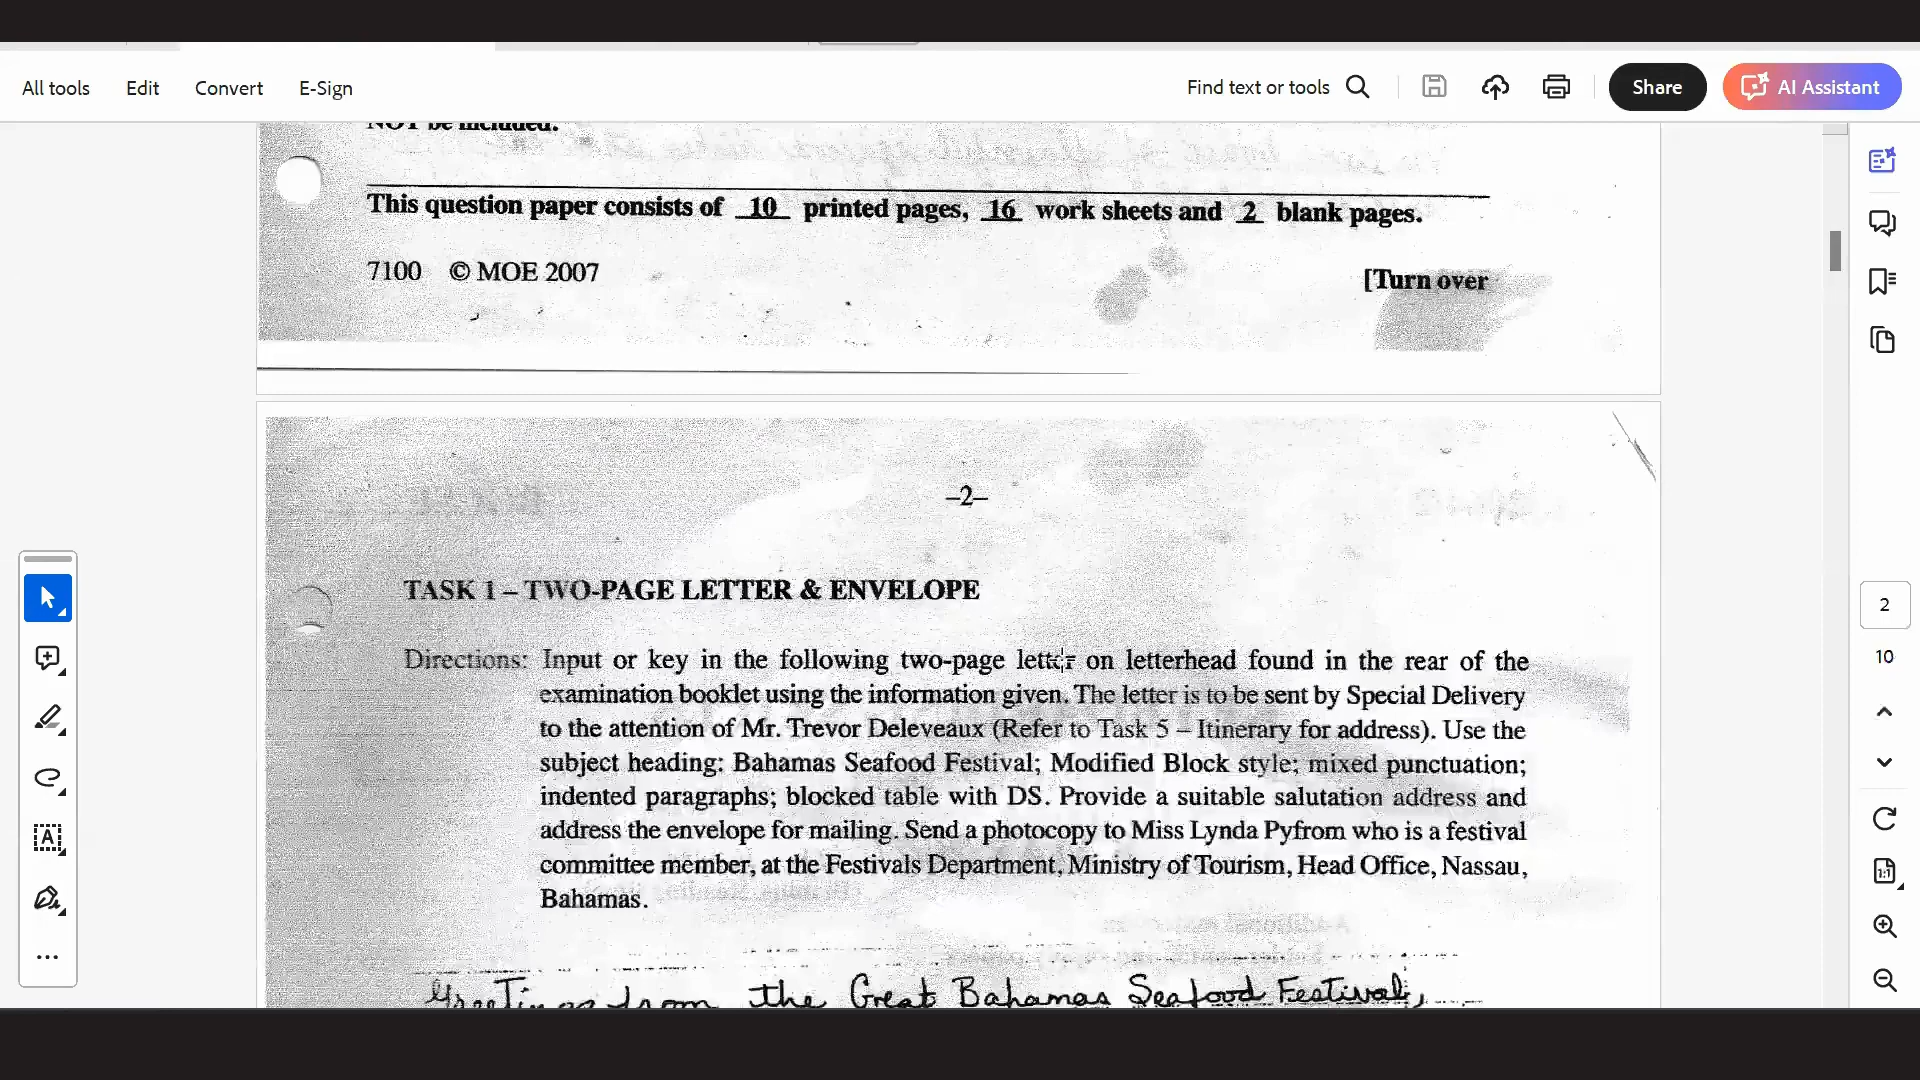 All tools Edit Convert E-Sign Find text or tools Share AI Assistant
NOT be included.
This question paper consists of 10 printed pages, 16 work sheets and 2 blank pages.
7100 © MOE 2007 [Turn over
–2–
TASK 1 – TWO-PAGE LETTER & ENVELOPE
Directions: Input or key in the following two-page letter on letterhead found in the rear of the
examination booklet using the information given. The letter is to be sent by Special Delivery
to the attention of Mr. Trevor Deleveaux (Refer to Task 5 – Itinerary for address). Use the
subject heading: Bahamas Seafood Festival; Modified Block style; mixed punctuation;
indented paragraphs; blocked table with DS. Provide a suitable salutation address and
address the envelope for mailing. Send a photocopy to Miss Lynda Pyfrom who is a festival
committee member, at the Festivals Department, Ministry of Tourism, Head Office, Nassau,
Bahamas.
Greetings from the Great Bahamas Seafood Festival,
2
10